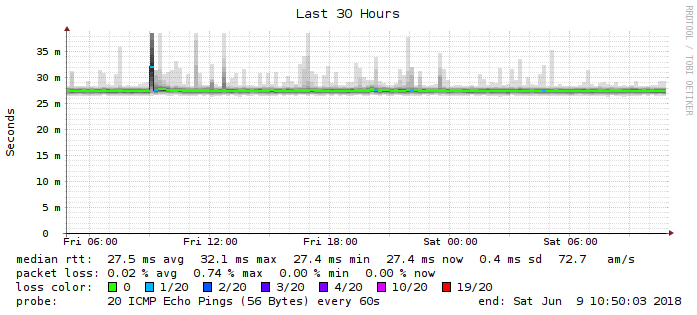 Last 30 Hours
RRDTOOL / TOBI OETIKER
Seconds
35 m
30 m
25 m
20 m
15 m
10 m
5 m
0
Fri 06:00 Fri 12:00 Fri 18:00 Sat 00:00 Sat 06:00
median rtt: 27.5 ms avg 32.1 ms max 27.4 ms min 27.4 ms now 0.4 ms sd 72.7 am/s
packet loss: 0.02 % avg 0.74 % max 0.00 % min 0.00 % now
loss color: 0 1/20 2/20 3/20 4/20 10/20 19/20
probe: 20 ICMP Echo Pings (56 Bytes) every 60s end: Sat Jun 9 10:50:03 2018